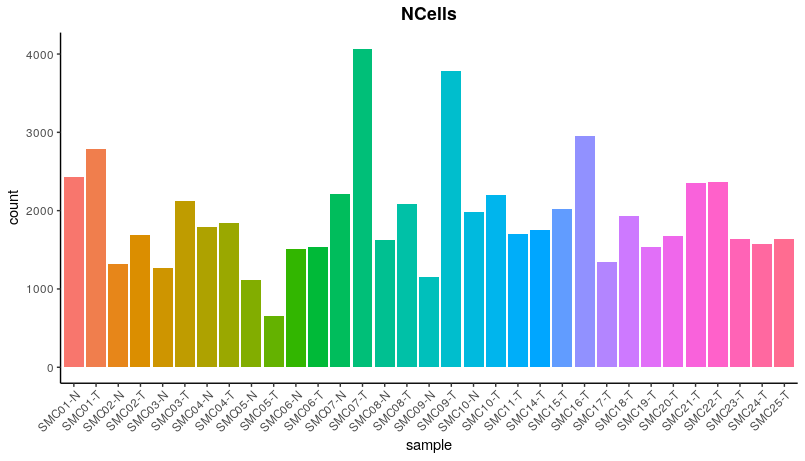 NCells
count
4000
3000
2000
1000
0
SMC01-N
SMC01-T
SMC02-N
SMC02-T
SMC03-N
SMC03-T
SMC04-N
SMC04-T
SMC05-N
SMC05-T
SMC06-N
SMC06-T
SMC07-N
SMC07-T
SMC08-N
SMC08-T
SMC09-N
SMC09-T
SMC10-N
SMC10-T
SMC11-T
SMC14-T
SMC15-T
SMC16-T
SMC17-T
SMC18-T
SMC19-T
SMC20-T
SMC21-T
SMC22-T
SMC23-T
SMC24-T
SMC25-T
sample